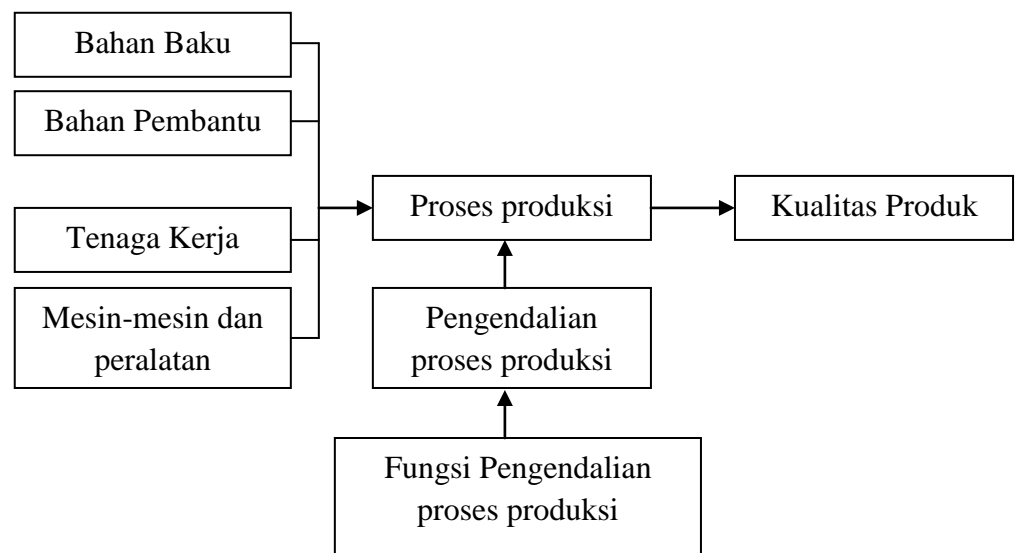 Bahan Baku
Bahan Pembantu
Tenaga Kerja
Mesin-mesin dan
peralatan
Proses produksi
Kualitas Produk
Pengendalian
proses produksi
Fungsi Pengendalian
proses produksi